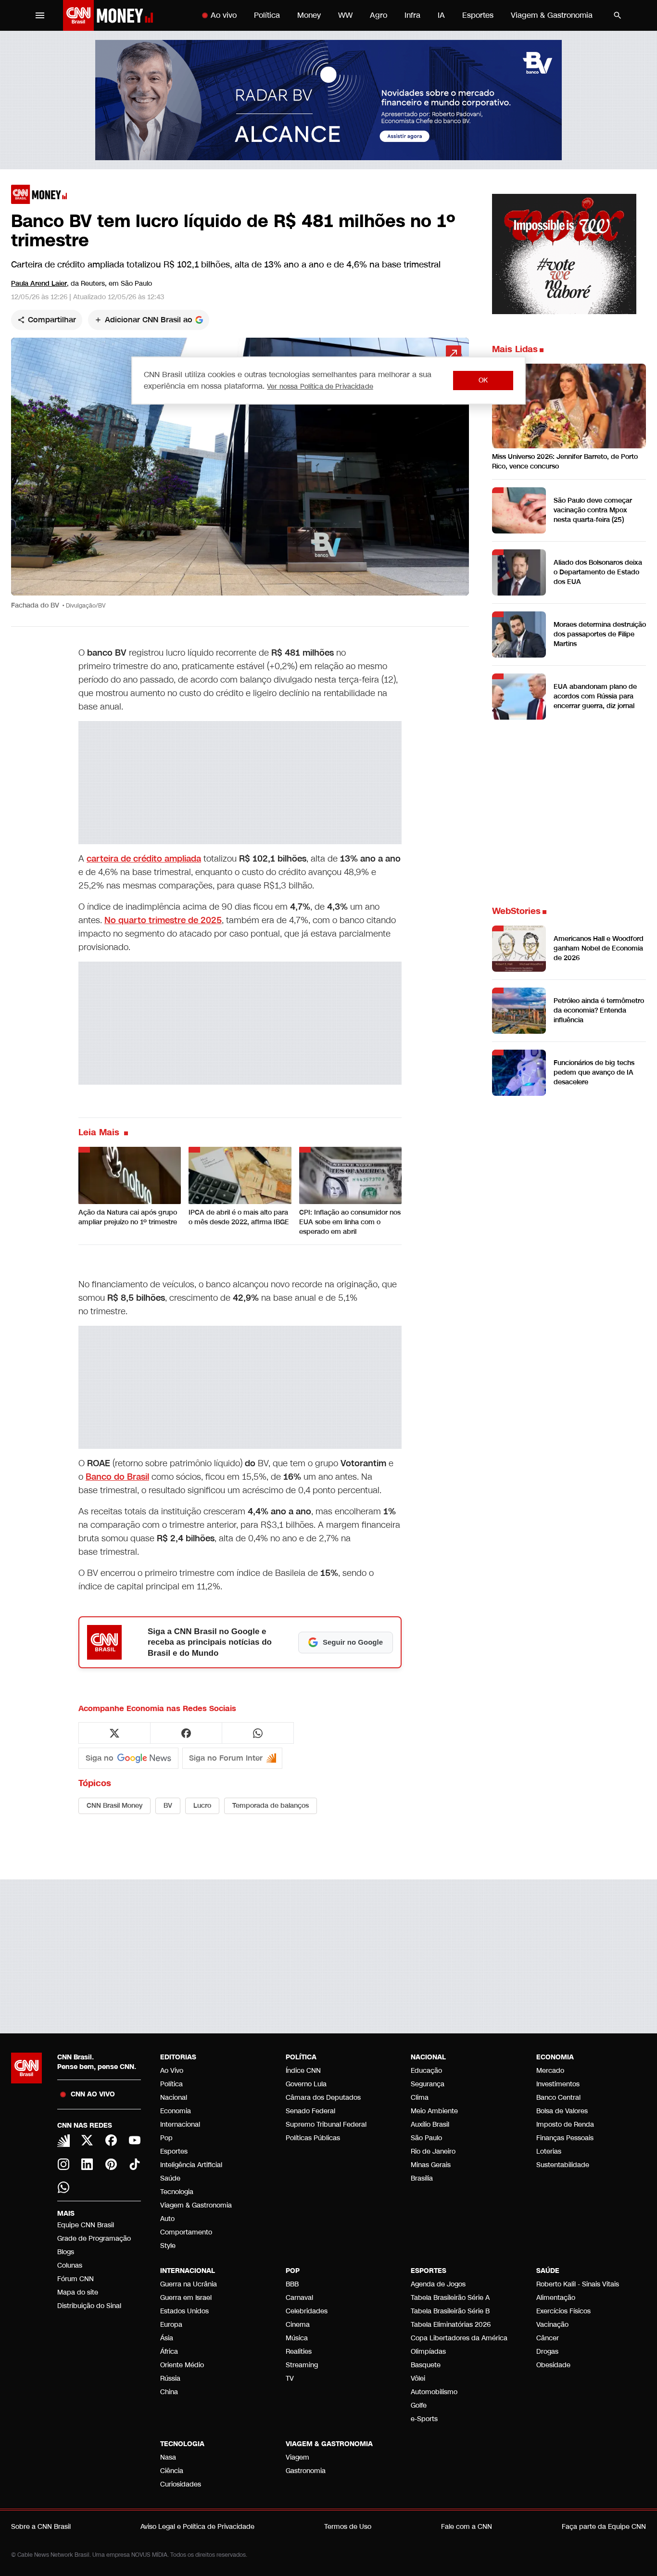 CNN Brasil MONEY
Ao vivo
Política
Money
WW
Agro
Infra
IA
Esportes
Viagem & Gastronomia
RADAR BV
ALCANCE
Novidades sobre o mercado
financeiro e mundo corporativo.
Apresentado por: Roberto Padovani,
Economista Chefe do banco BV.
Assistir agora
banco BV
CNN BRASIL MONEY
Banco BV tem lucro líquido de R$ 481 milhões no 1º
trimestre
Carteira de crédito ampliada totalizou R$ 102,1 bilhões, alta de 13% ano a ano e de 4,6% na base trimestral
Paula Arend Laier, da Reuters, em São Paulo
12/05/26 às 12:26 | Atualizado 12/05/26 às 12:43
Compartilhar
Adicionar CNN Brasil ao
CNN Brasil utiliza cookies e outras tecnologias semelhantes para melhorar a sua
experiência em nossa plataforma. Ver nossa Política de Privacidade
OK
banco BV
Fachada do BV • Divulgação/BV
O banco BV registrou lucro líquido recorrente de R$ 481 milhões no
primeiro trimestre do ano, praticamente estável (+0,2%) em relação ao mesmo
período do ano passado, de acordo com balanço divulgado nesta terça-feira (12),
que mostrou aumento no custo do crédito e ligeiro declínio na rentabilidade na
base anual.
A carteira de crédito ampliada totalizou R$ 102,1 bilhões, alta de 13% ano a ano
e de 4,6% na base trimestral, enquanto o custo do crédito avançou 48,9% e
25,2% nas mesmas comparações, para quase R$1,3 bilhão.
O índice de inadimplência acima de 90 dias ficou em 4,7%, de 4,3% um ano
antes. No quarto trimestre de 2025, também era de 4,7%, com o banco citando
impacto no segmento do atacado por caso pontual, que já estava parcialmente
provisionado.
Leia Mais
Ação da Natura cai após grupo
ampliar prejuízo no 1º trimestre
IPCA de abril é o mais alto para
o mês desde 2022, afirma IBGE
CPI: Inflação ao consumidor nos
EUA sobe em linha com o
esperado em abril
No financiamento de veículos, o banco alcançou novo recorde na originação, que
somou R$ 8,5 bilhões, crescimento de 42,9% na base anual e de 5,1%
no trimestre.
O ROAE (retorno sobre patrimônio líquido) do BV, que tem o grupo Votorantim e
o Banco do Brasil como sócios, ficou em 15,5%, de 16% um ano antes. Na
base trimestral, o resultado significou um acréscimo de 0,4 ponto percentual.
As receitas totais da instituição cresceram 4,4% ano a ano, mas encolheram 1%
na comparação com o trimestre anterior, para R$3,1 bilhões. A margem financeira
bruta somou quase R$ 2,4 bilhões, alta de 0,4% no ano e de 2,7% na
base trimestral.
O BV encerrou o primeiro trimestre com índice de Basileia de 15%, sendo o
índice de capital principal em 11,2%.
CNN BRASIL
Siga a CNN Brasil no Google e
receba as principais notícias do
Brasil e do Mundo
Seguir no Google
Acompanhe Economia nas Redes Sociais
Siga no Google News
Siga no Forum Inter
Tópicos
CNN Brasil Money
BV
Lucro
Temporada de balanços
Impossible is
#vote
we
no
caboré
Mais Lidas
Miss Universo 2026: Jennifer Barreto, de Porto
Rico, vence concurso
São Paulo deve começar
vacinação contra Mpox
nesta quarta-feira (25)
Aliado dos Bolsonaros deixa
o Departamento de Estado
dos EUA
Moraes determina destruição
dos passaportes de Filipe
Martins
EUA abandonam plano de
acordos com Rússia para
encerrar guerra, diz jornal
WebStories
Americanos Hall e Woodford
ganham Nobel de Economia
de 2026
Petróleo ainda é termômetro
da economia? Entenda
influência
Funcionários de big techs
pedem que avanço de IA
desacelere
CNN Brasil
CNN Brasil.
Pense bem, pense CNN.
CNN AO VIVO
CNN NAS REDES
MAIS
Equipe CNN Brasil
Grade de Programação
Blogs
Colunas
Fórum CNN
Mapa do site
Distribuição do Sinal
EDITORIAS
Ao Vivo
Política
Nacional
Economia
Internacional
Pop
Esportes
Inteligência Artificial
Saúde
Tecnologia
Viagem & Gastronomia
Auto
Comportamento
Style
POLÍTICA
Índice CNN
Governo Lula
Câmara dos Deputados
Senado Federal
Supremo Tribunal Federal
Políticas Públicas
NACIONAL
Educação
Segurança
Clima
Meio Ambiente
Auxílio Brasil
São Paulo
Rio de Janeiro
Minas Gerais
Brasília
ECONOMIA
Mercado
Investimentos
Banco Central
Bolsa de Valores
Imposto de Renda
Finanças Pessoais
Loterias
Sustentabilidade
INTERNACIONAL
Guerra na Ucrânia
Guerra em Israel
Estados Unidos
Europa
Ásia
África
Oriente Médio
Rússia
China
POP
BBB
Carnaval
Celebridades
Cinema
Música
Realities
Streaming
TV
ESPORTES
Agenda de Jogos
Tabela Brasileirão Série A
Tabela Brasileirão Série B
Tabela Eliminatórias 2026
Copa Libertadores da América
Olimpíadas
Basquete
Vôlei
Automobilismo
Golfe
e-Sports
SAÚDE
Roberto Kalil - Sinais Vitais
Alimentação
Exercícios Físicos
Vacinação
Câncer
Drogas
Obesidade
TECNOLOGIA
Nasa
Ciência
Curiosidades
VIAGEM & GASTRONOMIA
Viagem
Gastronomia
Sobre a CNN Brasil
Aviso Legal e Política de Privacidade
Termos de Uso
Fale com a CNN
Faça parte da Equipe CNN
© Cable News Network Brasil. Uma empresa NOVUS MIDIA. Todos os direitos reservados.